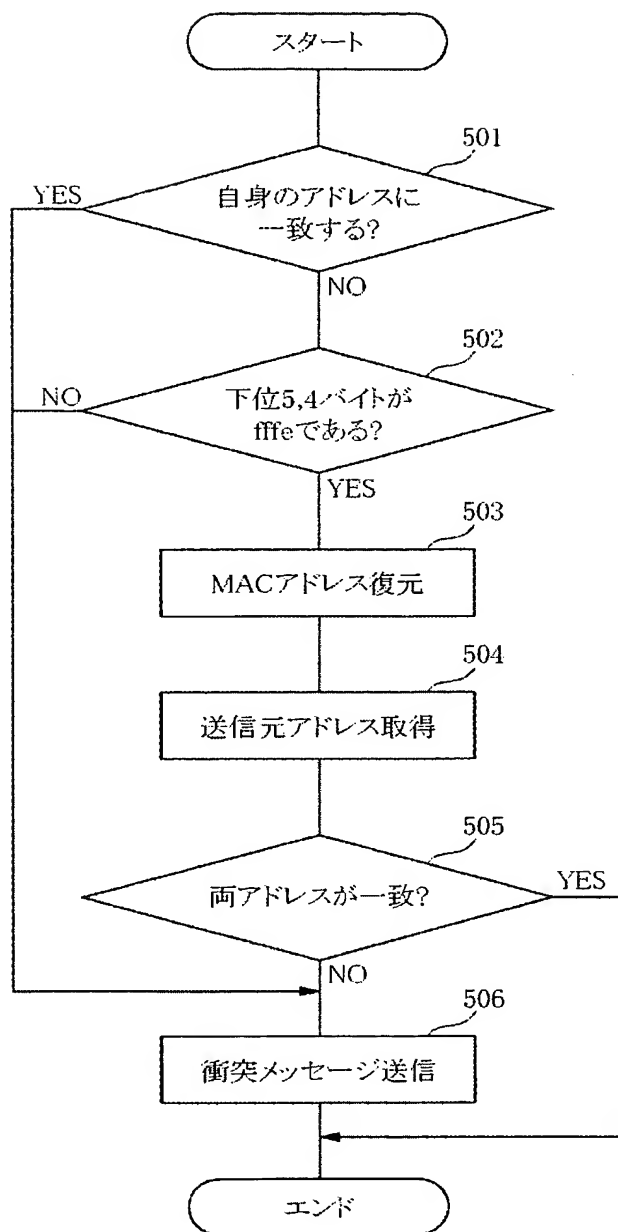 スタート
501
YES
自身のアドレスに
一致する?
NO
502
NO
下位5,4バイトが
fffeである?
YES
503
MACアドレス復元
504
送信元アドレス取得
505
両アドレスが一致?
YES
NO
506
衝突メッセージ送信
エンド